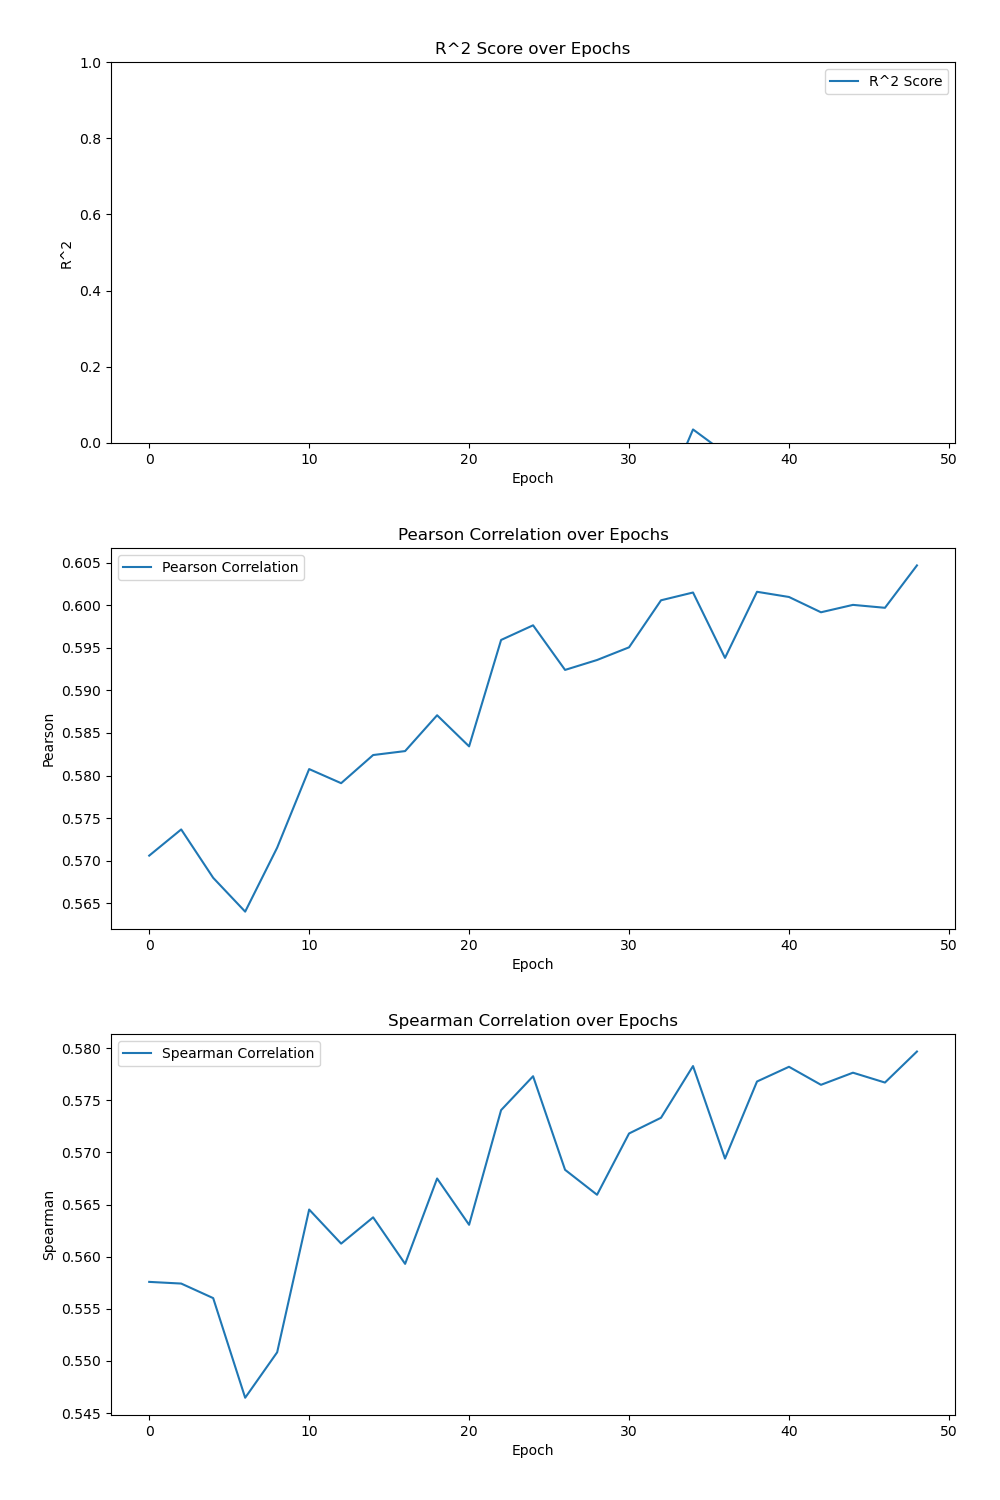 R^2 Score over Epochs
1.0
R^2 Score
0.8
0.6
R^2
0.4
0.2
0.0
0 10 20 30 40 50
Epoch
Pearson Correlation over Epochs
0.605
Pearson Correlation
0.600
0.595
0.590
0.585
Pearson
0.580
0.575
0.570
0.565
0 10 20 30 40 50
Epoch
Spearman Correlation over Epochs
0.580
Spearman Correlation
0.575
0.570
0.565
Spearman
0.560
0.555
0.550
0.545
0 10 20 30 40 50
Epoch